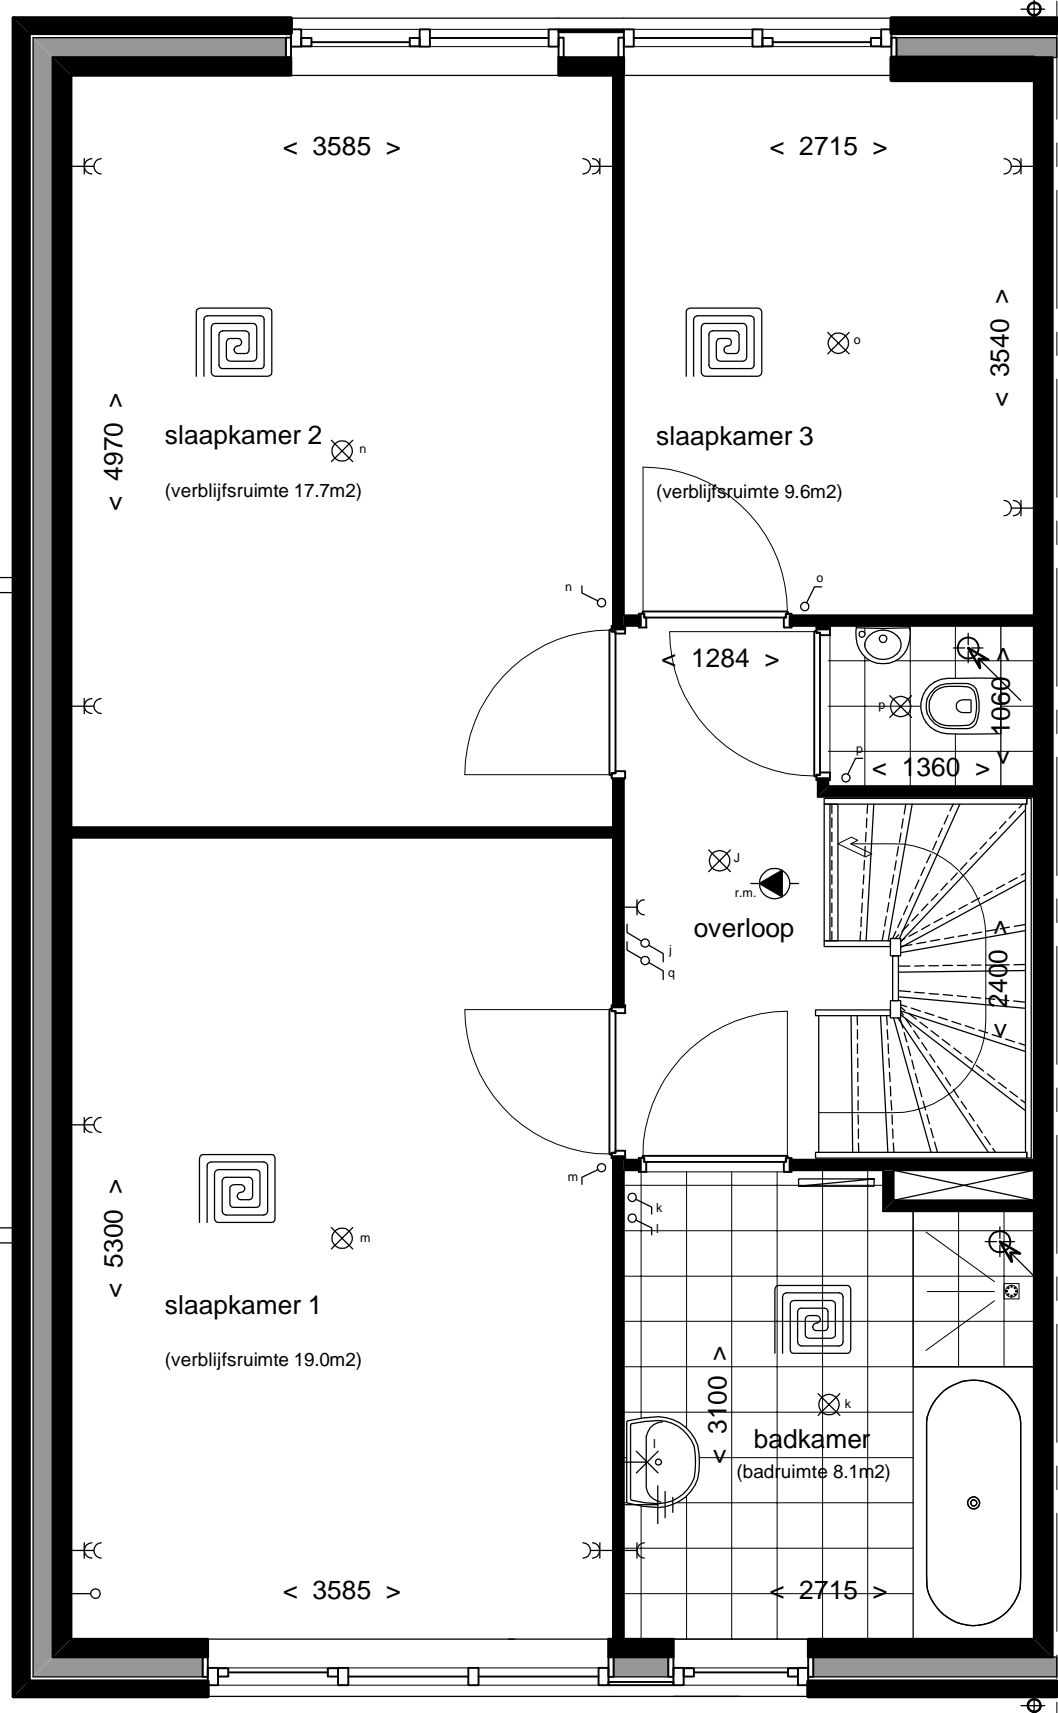 < 3585 >
< 2715 >
< 3540 >
o
< 4970 >
slaapkamer 2
n
(verblijfsruimte 17.7m2)
slaapkamer 3
(verblijfsruimte 9.6m2)
n
o
< 1284 >
< 1060 >
p
p
< 1360 >
J
r.m.
overloop
j
q
< 2400 >
m
k
l
< 5300 >
m
slaapkamer 1
(verblijfsruimte 19.0m2)
< 3100 >
k
badkamer
(badruimte 8.1m2)
l
< 3585 >
< 2715 >